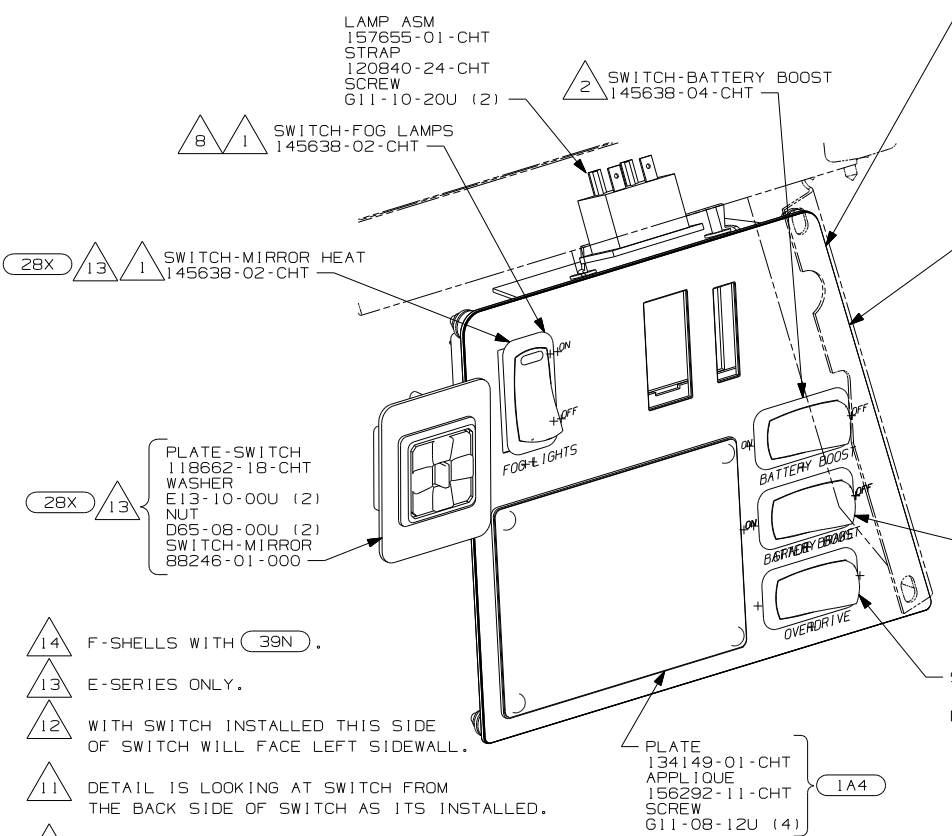 LAMP ASM
157655-01-CHT
STRAP
120840-24-CHT
SCREW
G11-10-20U (2)
2 SWITCH-BATTERY BOOST
145638-04-CHT
8 1 SWITCH-FOG LAMPS
145638-02-CHT
28X 13 1 SWITCH-MIRROR HEAT
145638-02-CHT
ON
OFF
FOG LIGHTS
ON
OFF
BATTERY BOOST
ON
OFF
OVERDRIVE
28X 13
PLATE-SWITCH
118662-18-CHT
WASHER
E13-10-00U (2)
NUT
D65-08-00U (2)
SWITCH-MIRROR
88246-01-000
14 F-SHELLS WITH 39N .
13 E-SERIES ONLY.
12 WITH SWITCH INSTALLED THIS SIDE
OF SWITCH WILL FACE LEFT SIDEWALL.
11 DETAIL IS LOOKING AT SWITCH FROM
THE BACK SIDE OF SWITCH AS ITS INSTALLED.
PLATE
134149-01-CHT
APPLIQUE
156292-11-CHT
SCREW
G11-08-12U (4)
1A4